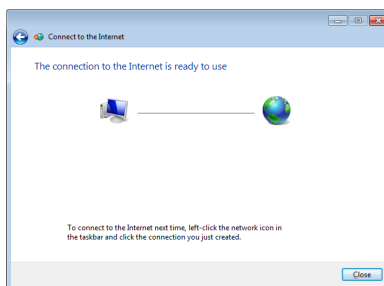 Connect to the Internet
The connection to the Internet is ready to use
To connect to the Internet next time, left-click the network icon in
the taskbar and click the connection you just created.
Close